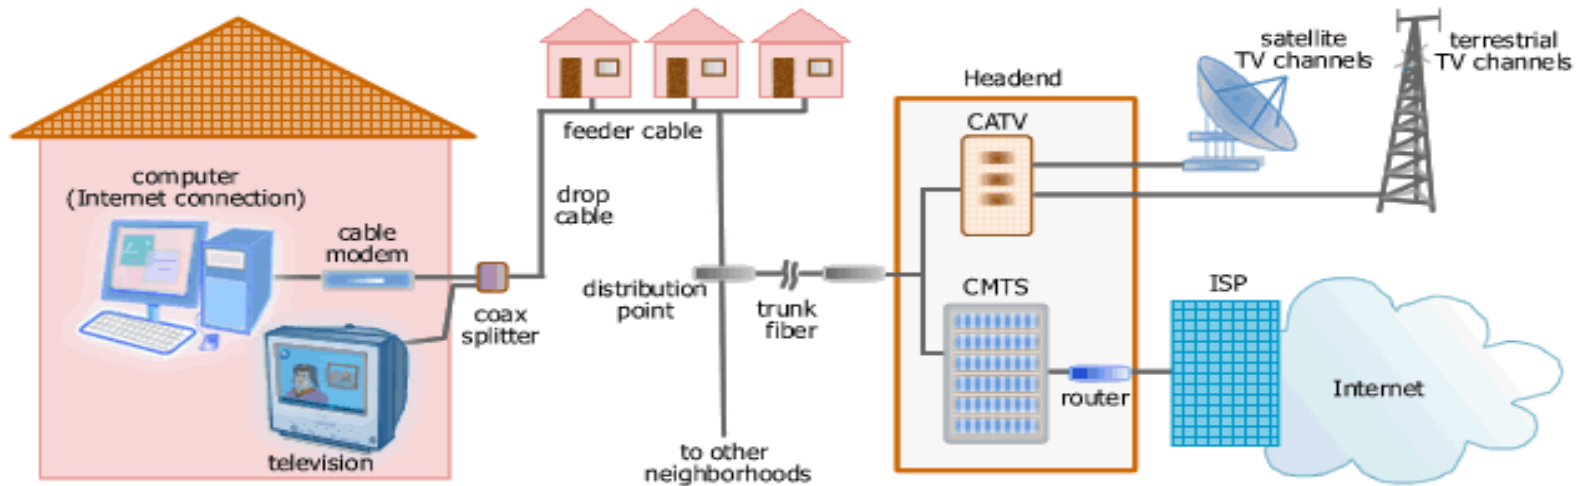 computer
(Internet connection)
cable
modem
coax
splitter
television
feeder cable
drop
cable
distribution
point
trunk
fiber
to other
neighborhoods
Headend
CATV
CMTS
router
satellite
TV channels
terrestrial
TV channels
ISP
Internet